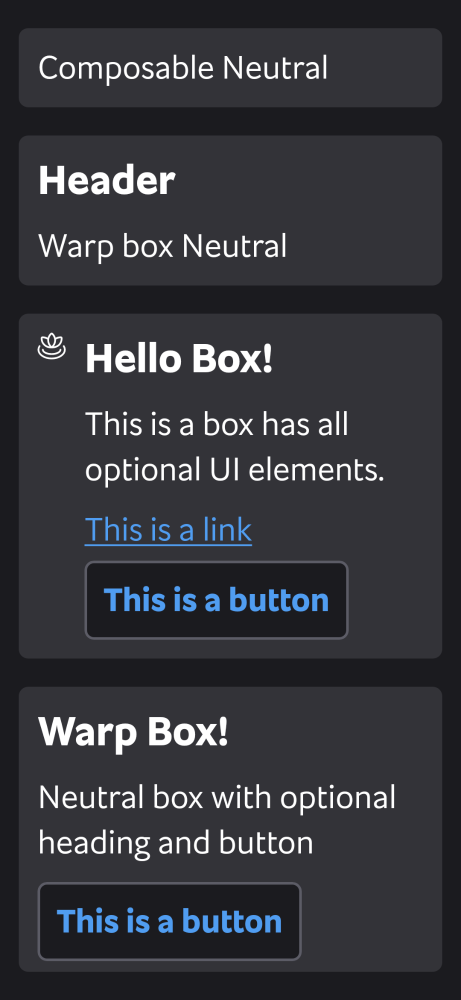 Composable Neutral
Header
Warp box Neutral
Hello Box!
This is a box has all
optional UI elements.
This is a link
This is a button
Warp Box!
Neutral box with optional
heading and button
This is a button